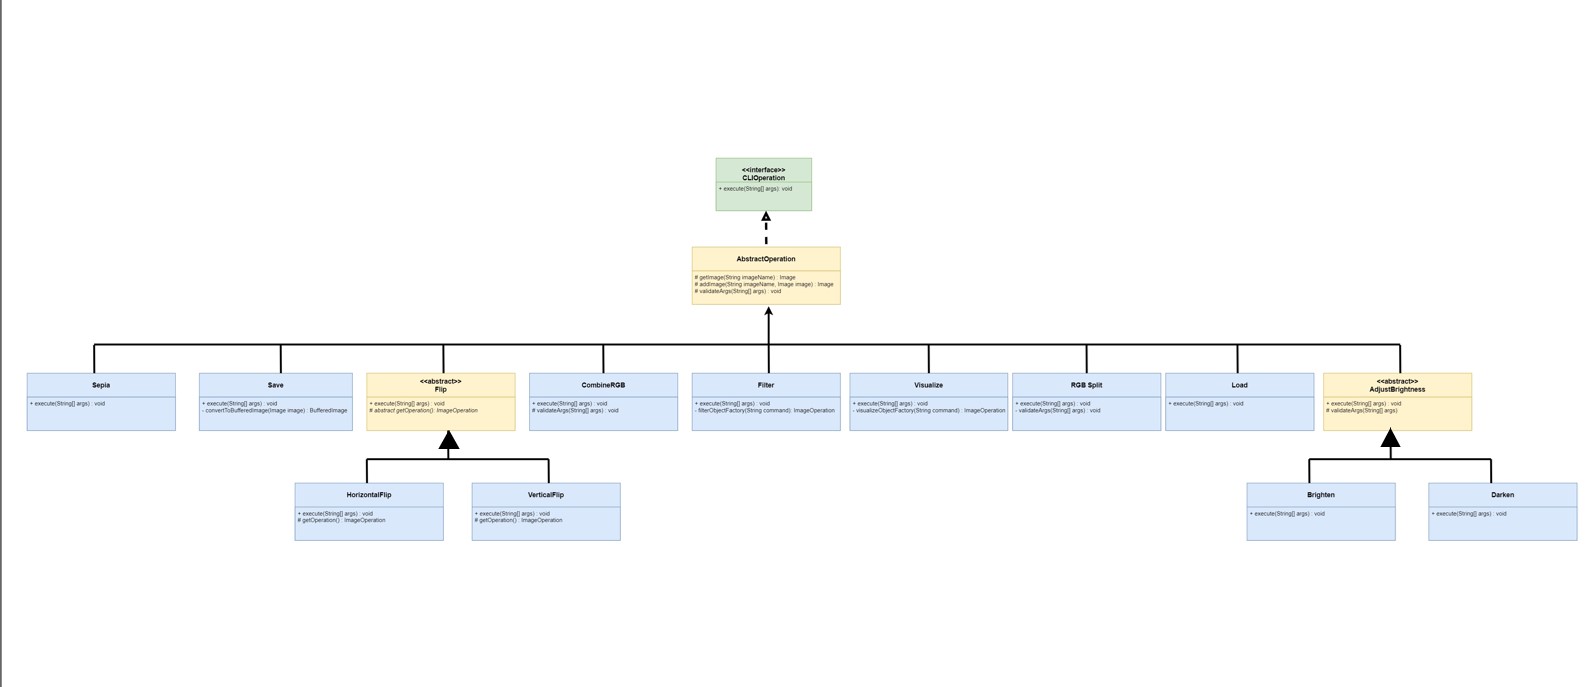 <<interface>>
CLIOperation
+ execute(String[] args): void
AbstractOperation
# getImage(String imageName) : Image
# addImage(String imageName, Image image) : Image
# validateArgs(String[] args) : void
Sepia
+ execute(String[] args) : void
Save
+ execute(String[] args) : void
- convertToBufferedImage(Image image) : BufferedImage
<<abstract>>
Flip
+ execute(String[] args) : void
# abstract getOperation(): ImageOperation
CombineRGB
+ execute(String[] args) : void
# validateArgs(String[] args) : void
Filter
+ execute(String[] args) : void
- filterObjectFactory(String command): ImageOperation
Visualize
+ execute(String[] args) : void
- visualizeObjectFactory(String command) : ImageOperation
RGB Split
+ execute(String[] args) : void
- validateArgs(String[] args) : void
Load
+ execute(String[] args) : void
<<abstract>>
AdjustBrightness
+ execute(String[] args) : void
# validateArgs(String[] args)
HorizontalFlip
+ execute(String[] args) : void
# getOperation() : ImageOperation
VerticalFlip
+ execute(String[] args) : void
# getOperation() : ImageOperation
Brighten
+ execute(String[] args) : void
Darken
+ execute(String[] args) : void